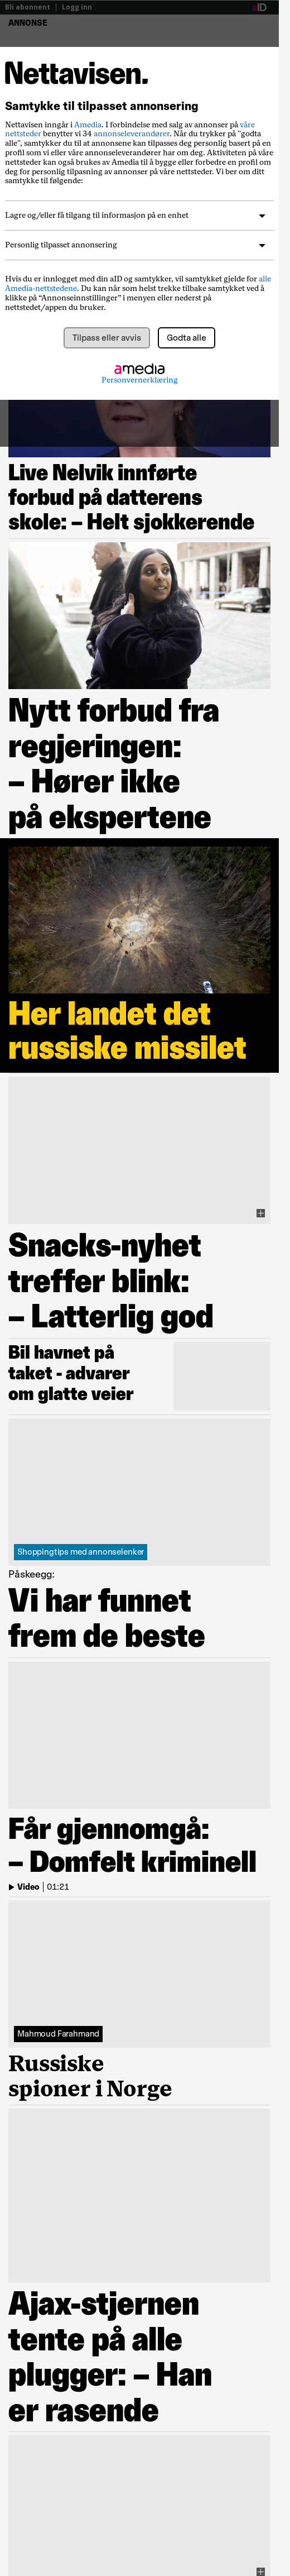 Bli abonnent | Logg inn
aID
ANNONSE
Nettavisen.
Samtykke til tilpasset annonsering
Nettavisen inngår i Amedia. I forbindelse med salg av annonser på våre
nettsteder benytter vi 34 annonseleverandører. Når du trykker på "godta
alle", samtykker du til at annonsene kan tilpasses deg personlig basert på en
profil som vi eller våre annonseleverandører har om deg. Aktiviteten på våre
nettsteder kan også brukes av Amedia til å bygge eller forbedre en profil om
deg for personlig tilpasning av annonser på våre nettsteder. Vi ber om ditt
samtykke til følgende:
Lagre og/eller få tilgang til informasjon på en enhet
Personlig tilpasset annonsering
Hvis du er innlogget med din aID og samtykker, vil samtykket gjelde for alle
Amedia-nettstedene. Du kan når som helst trekke tilbake samtykket ved å
klikke på “Annonseinnstillinger” i menyen eller nederst på
nettstedet/appen du bruker.
Tilpass eller avvis
Godta alle
amedia
Personvernerklæring
Live Nelvik innførte
forbud på datterens
skole: – Helt sjokkerende
Nytt forbud fra
regjeringen:
– Hører ikke
på ekspertene
Her landet det
russiske missilet
Snacks-nyhet
treffer blink:
– Latterlig god
Bil havnet på
taket - advarer
om glatte veier
Shoppingtips med annonselenker
Påskeegg:
Vi har funnet
frem de beste
Får gjennomgå:
– Domfelt kriminell
Video | 01:21
Mahmoud Farahmand
Russiske
spioner i Norge
Ajax-stjernen
tente på alle
plugger: – Han
er rasende